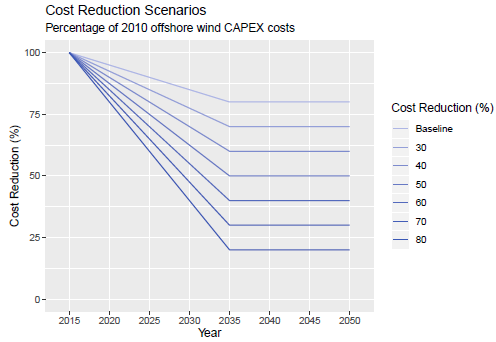 Cost Reduction Scenarios
Percentage of 2010 offshore wind CAPEX costs
Cost Reduction (%)
100
75
50
25
0
2015 2020 2025 2030 2035 2040 2045 2050
Year
Cost Reduction (%)
Baseline
30
40
50
60
70
80